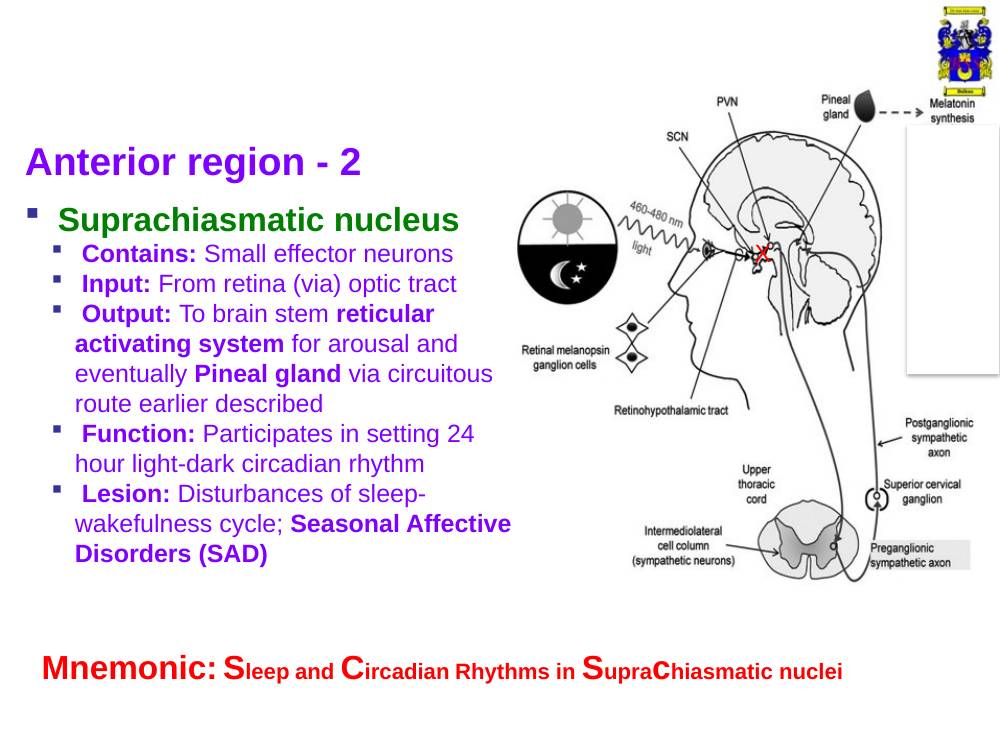 Anterior region - 2
Suprachiasmatic nucleus
Contains: Small effector neurons
Input: From retina (via) optic tract
Output: To brain stem reticular
activating system for arousal and
eventually Pineal gland via circuitous
route earlier described
Function: Participates in setting 24
hour light-dark circadian rhythm
Lesion: Disturbances of sleep-
wakefulness cycle; Seasonal Affective
Disorders (SAD)
PVN
Pineal
gland
Melatonin
synthesis
SCN
460-480 nm
light
X
Retinal melanopsin
ganglion cells
Retinohypothalamic tract
Postganglionic
sympathetic
axon
Upper
thoracic
cord
Superior cervical
ganglion
Intermediolateral
cell column
(sympathetic neurons)
Preganglionic
sympathetic axon
Mnemonic: Sleep and Circadian Rhythms in Suprachiasmatic nuclei